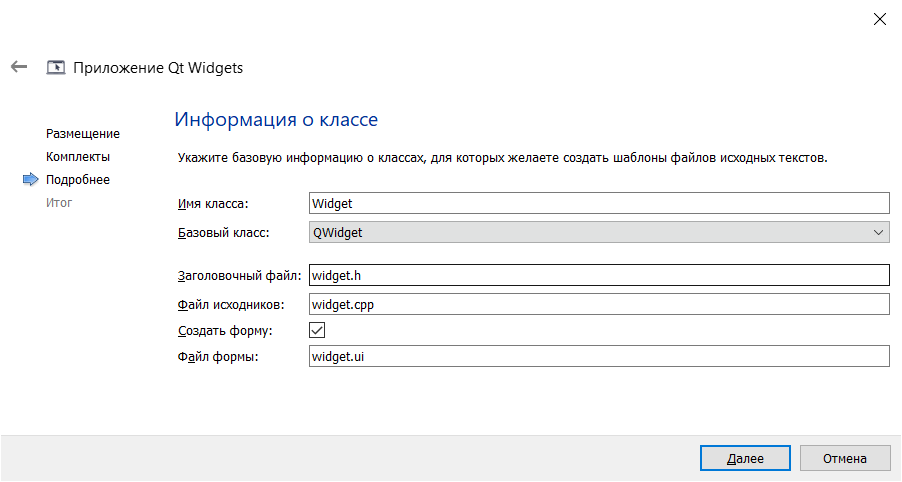 Приложение Qt Widgets
Информация о классе
Размещение
Комплекты
Подробнее
Итог
Укажите базовую информацию о классах, для которых желаете создать шаблоны файлов исходных текстов.
Имя класса: Widget
Базовый класс: QWidget
Заголовочный файл: widget.h
Файл исходников: widget.cpp
Создать форму:
Файл формы: widget.ui
Далее Отмена